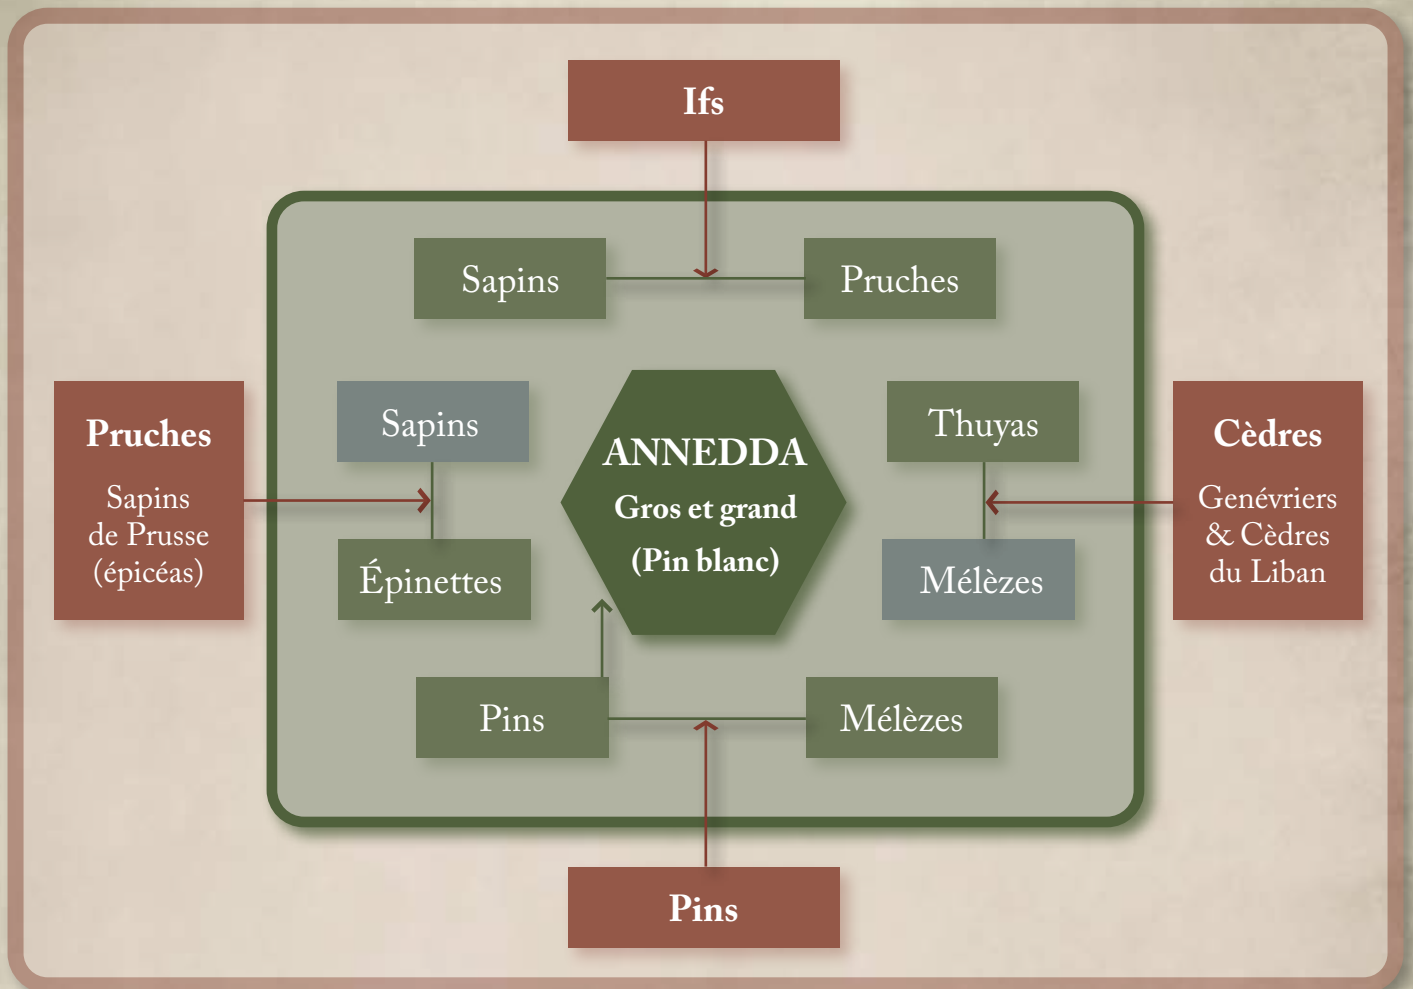 Ifs
Sapins
Pruches
Pruches
Sapins
de Prusse
(épicéas)
Sapins
Épinettes
ANNEDDA
Gros et grand
(Pin blanc)
Thuyas
Mélèzes
Cèdres
Genévriers
& Cèdres
du Liban
Pins
Mélèzes
Pins